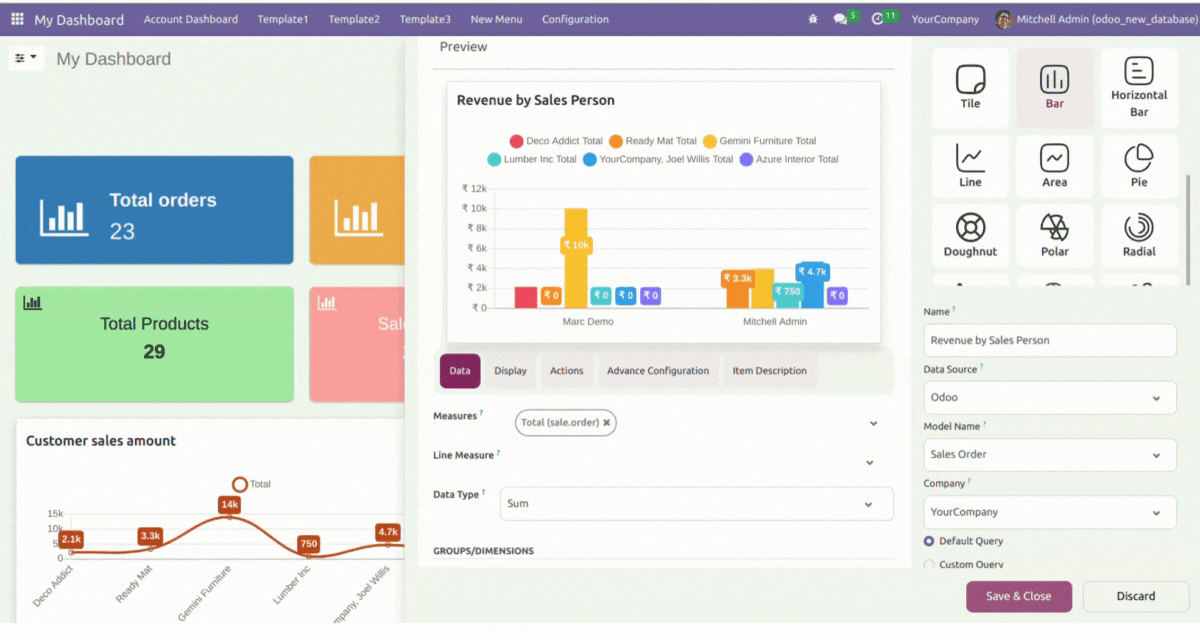 My Dashboard Account Dashboard Template1 Template2 Template3 New Menu Configuration 5 11 YourCompany Mitchell Admin (odoo_new_database)
My Dashboard
Total orders
23
Total Products
29
Customer sales amount
Total
15k
10k
5
0
2.1k
3.3k
14k
750
4.7k
Deco Addict
Ready Mat
Gemini Furniture
Lumber Inc
mpany, Joel Willis
Preview
Revenue by Sales Person
Deco Addict Total Ready Mat Total Gemini Furniture Total
Lumber Inc Total YourCompany, Joel Willis Total Azure Interior Total
₹ 12k
₹ 10k
₹ 8k
₹ 6k
₹ 4k
₹ 2k
₹ 0
₹ 0
₹ 10k
₹ 0
₹ 0
₹ 0
₹ 3.3k
₹ 750
₹ 4.7k
₹ 0
Marc Demo Mitchell Admin
Data Display Actions Advance Configuration Item Description
Measures ? Total (sale.order) ✖
Line Measure ?
Data Type ? Sum
GROUPS/DIMENSIONS
Tile Bar Horizontal
Bar
Line Area Pie
Doughnut Polar Radial
Name ?
Revenue by Sales Person
Data Source ?
Odoo
Model Name ?
Sales Order
Company ?
YourCompany
Default Query
Custom Query
Save & Close Discard